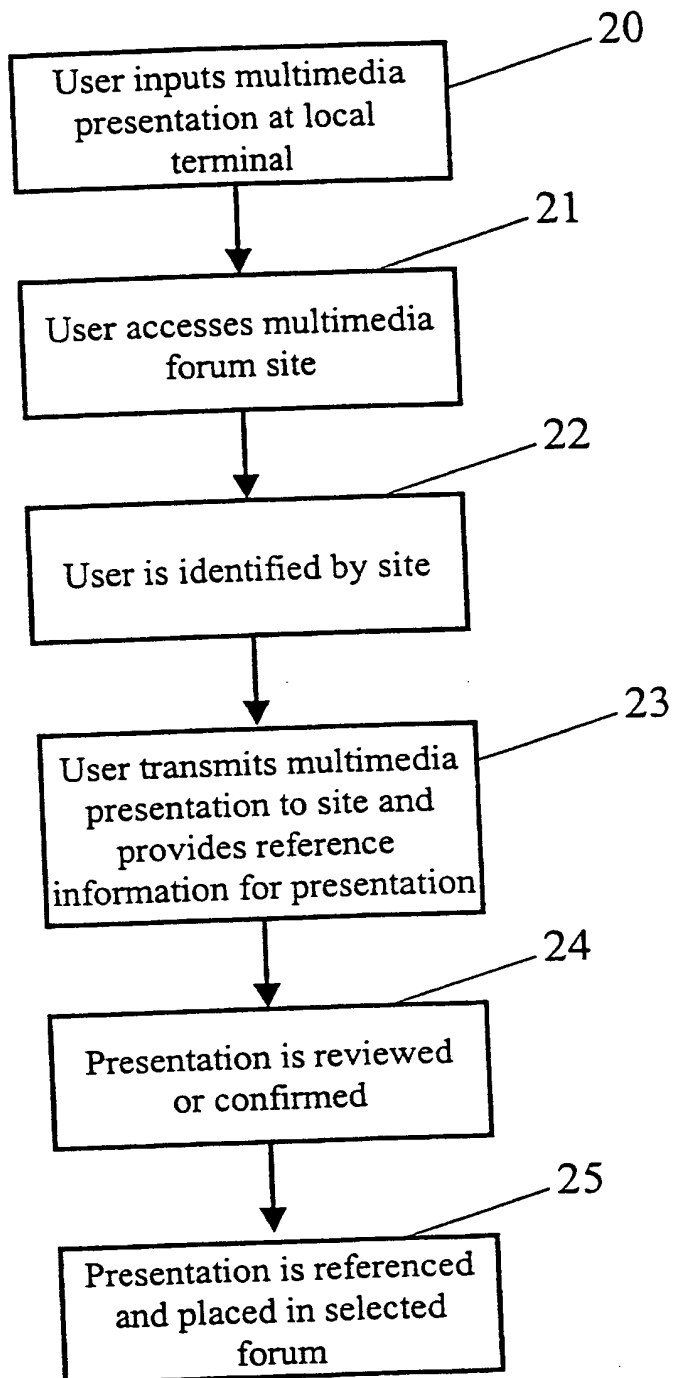 20
User inputs multimedia
presentation at local
terminal
21
User accesses multimedia
forum site
22
User is identified by site
23
User transmits multimedia
presentation to site and
provides reference
information for presentation
24
Presentation is reviewed
or confirmed
25
Presentation is referenced
and placed in selected
forum